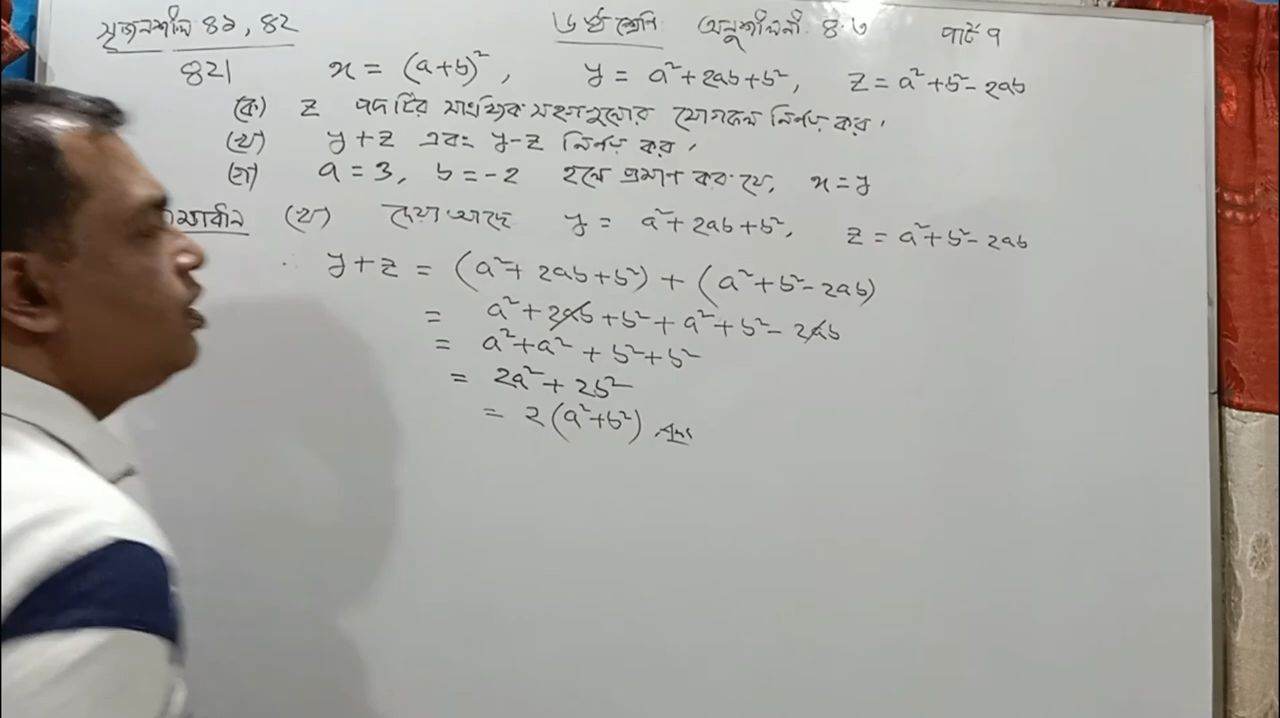 সৃজনশীল ৪১, ৪২ ৬ষ্ঠ শ্রেণি অনুশীলনী ৪.৩ পার্ট ৭
৪২। x = (a+b)², y = a²+2ab+b², z = a²+b²-2ab
(ক) z পদটির সাংখ্যিক সহগগুলোর যোগফল নির্ণয় কর।
(খ) y+z এবং y-z নির্ণয় কর।
(গ) a = 3, b = -2 হলে প্রমাণ কর যে, x = y
(খ) দেয়া আছে y = a²+2ab+b², z = a²+b²-2ab
∴ y+z = (a²+2ab+b²) + (a²+b²-2ab)
= a²+2ab+b²+a²+b²-2ab
= a²+a²+b²+b²
= 2a²+2b²
= 2(a²+b²) Ans